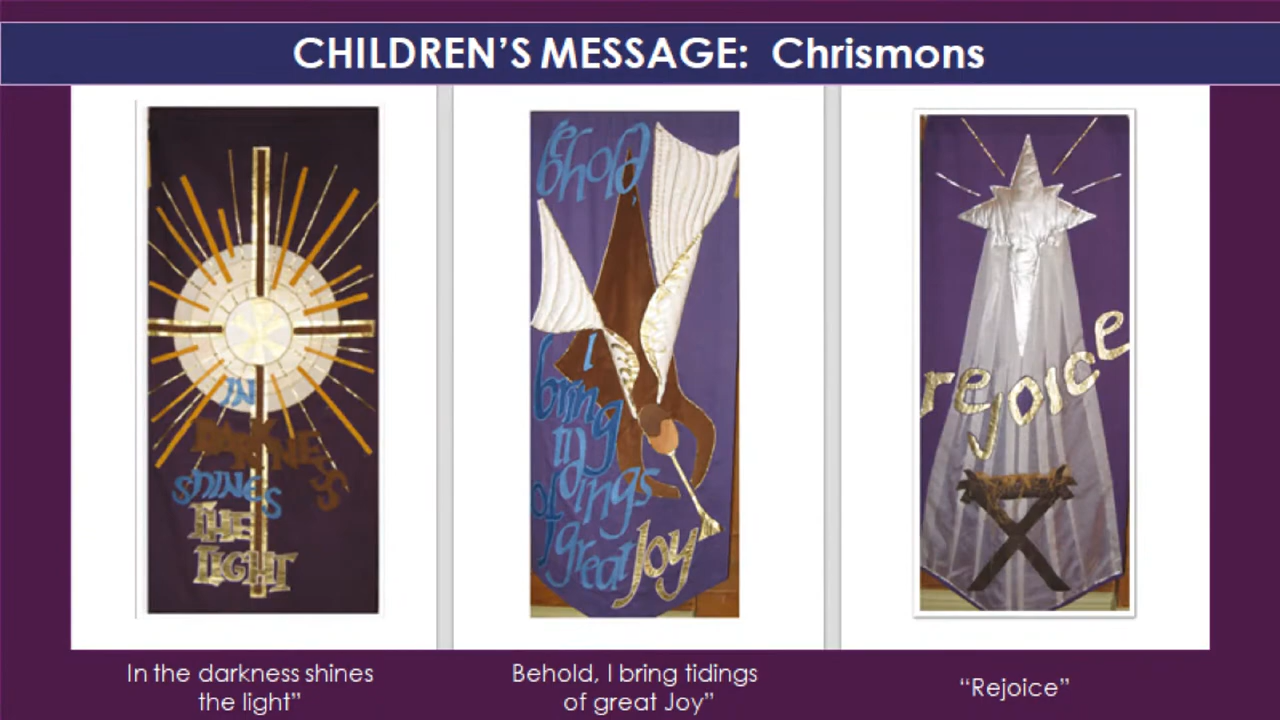 CHILDREN'S MESSAGE: Chrismons
IN
DARKNES
S
SHINES
THE
LIGHT
behold,
I
bring
tidings
of
great Joy
rejoice
In the darkness shines
the light”
Behold, I bring tidings
of great Joy”
“Rejoice”